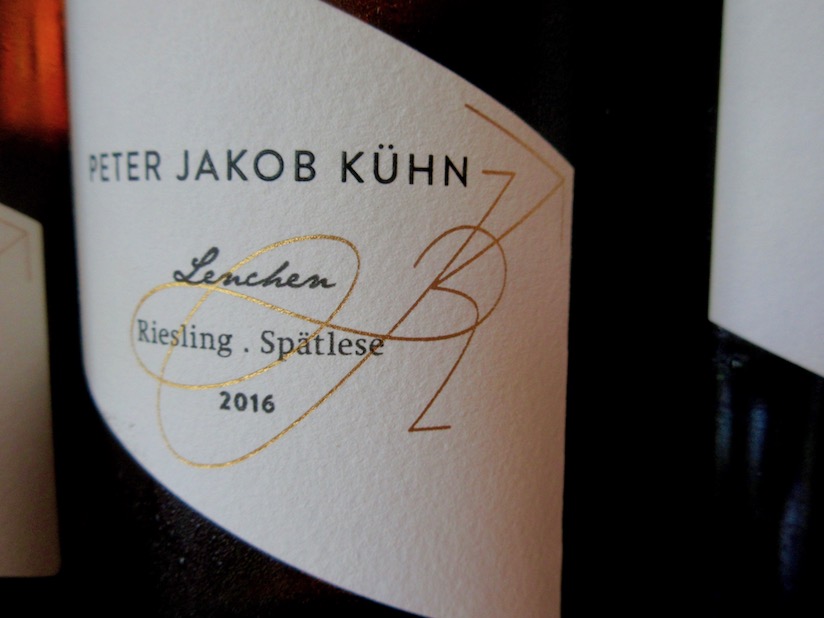 PETER JAKOB KÜHN
Lenchen
Riesling . Spätlese
2016